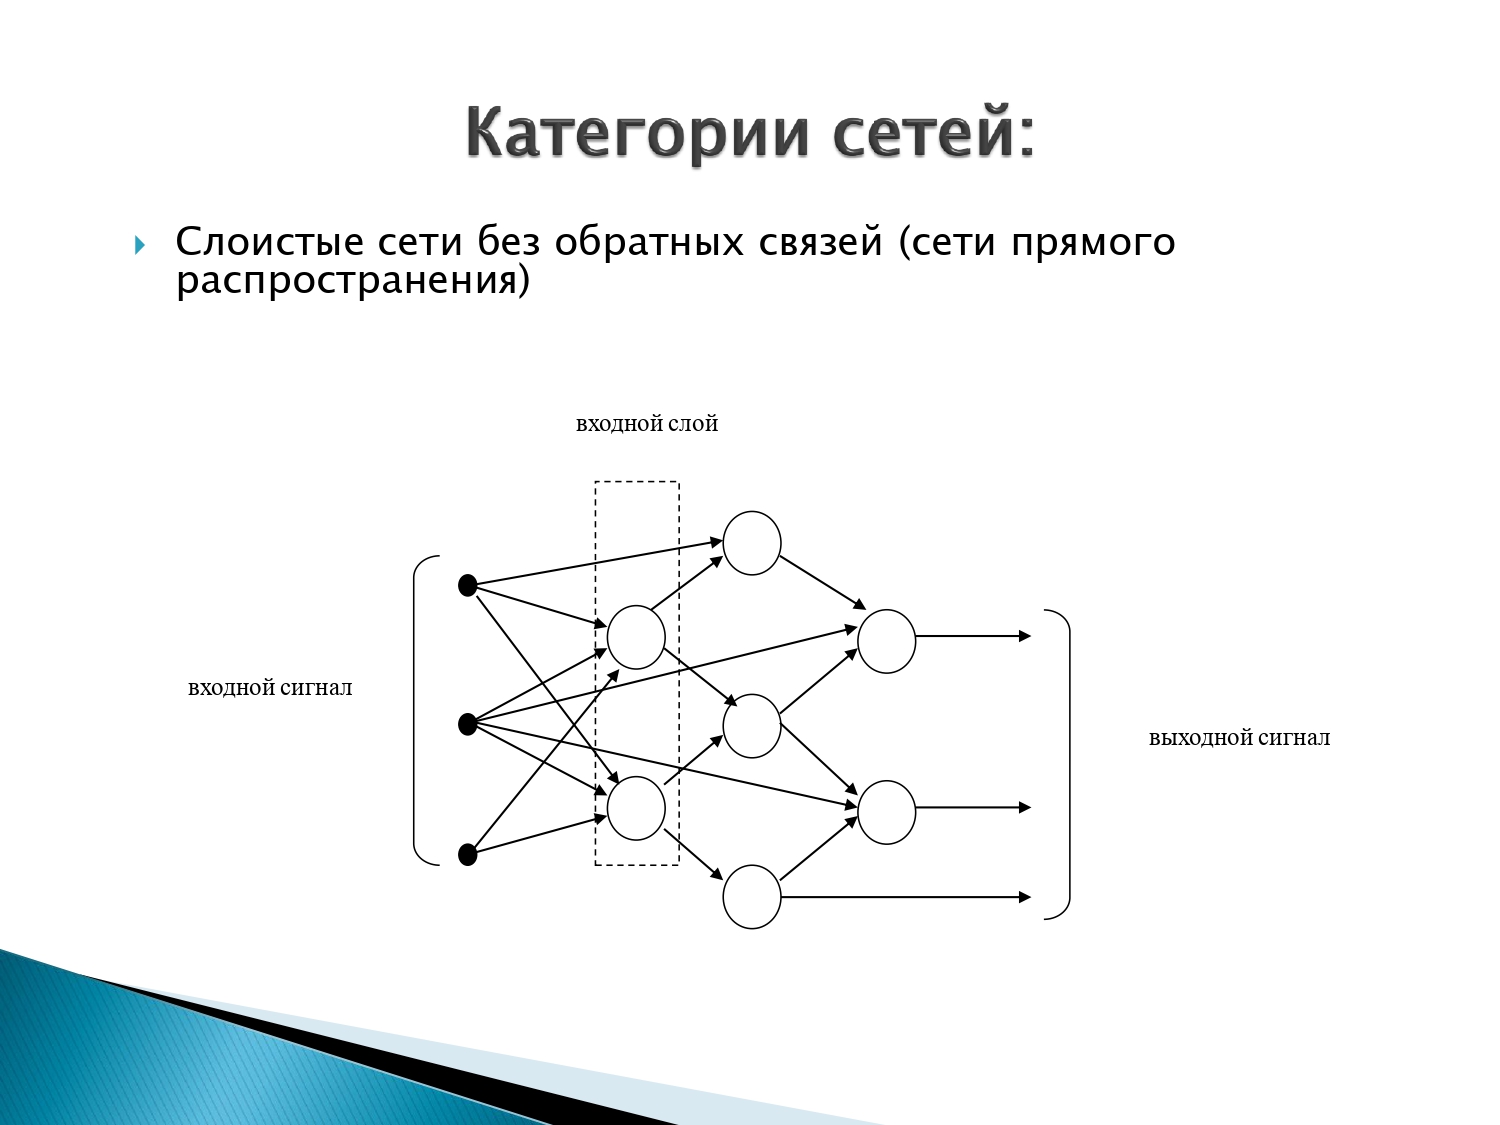 Категории сетей:
Слоистые сети без обратных связей (сети прямого
распространения)
входной слой
входной сигнал
выходной сигнал